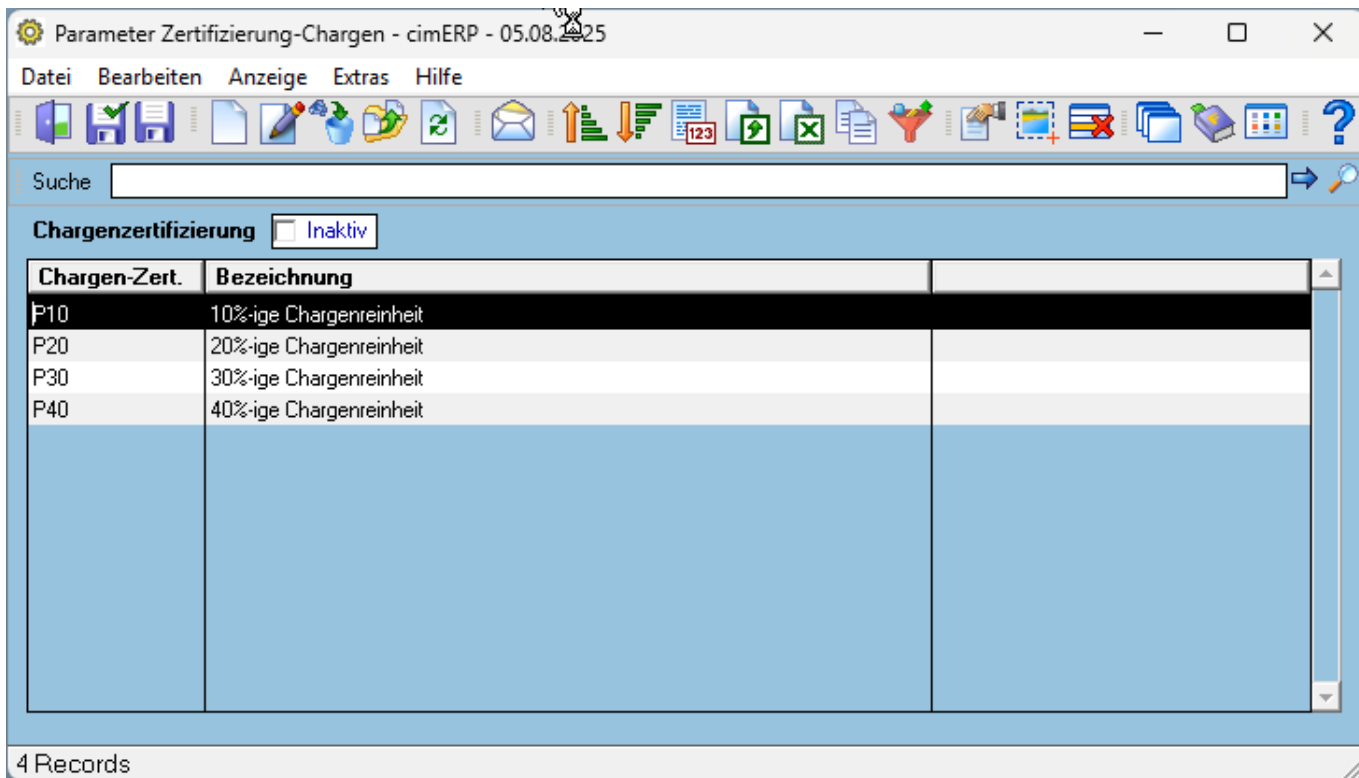 Parameter Zertifizierung-Chargen - cimERP - 05.08.2025
Datei Bearbeiten Anzeige Extras Hilfe
123
Suche
Chargenzertifizierung Inaktiv
Chargen-Zert. Bezeichnung
P10 10%-ige Chargenreinheit
P20 20%-ige Chargenreinheit
P30 30%-ige Chargenreinheit
P40 40%-ige Chargenreinheit
4 Records